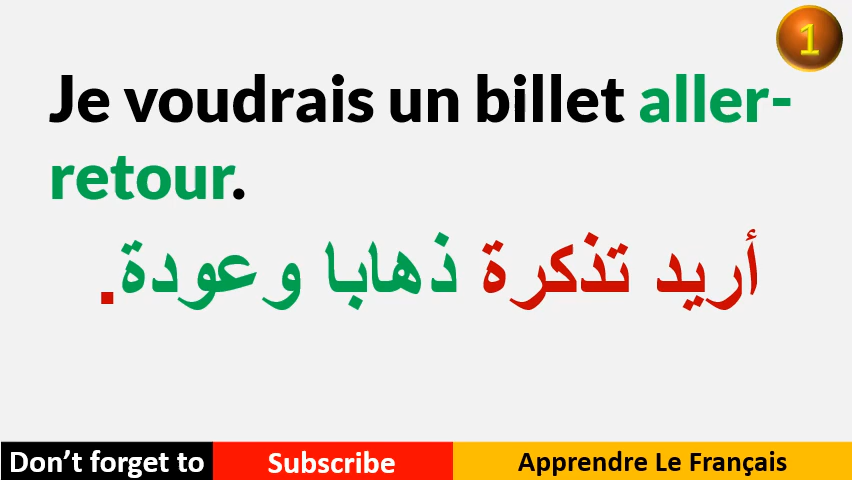 1
Je voudrais un billet aller-
retour.
أريد تذكرة ذهابا وعودة.
Don’t forget to Subscribe Apprendre Le Français